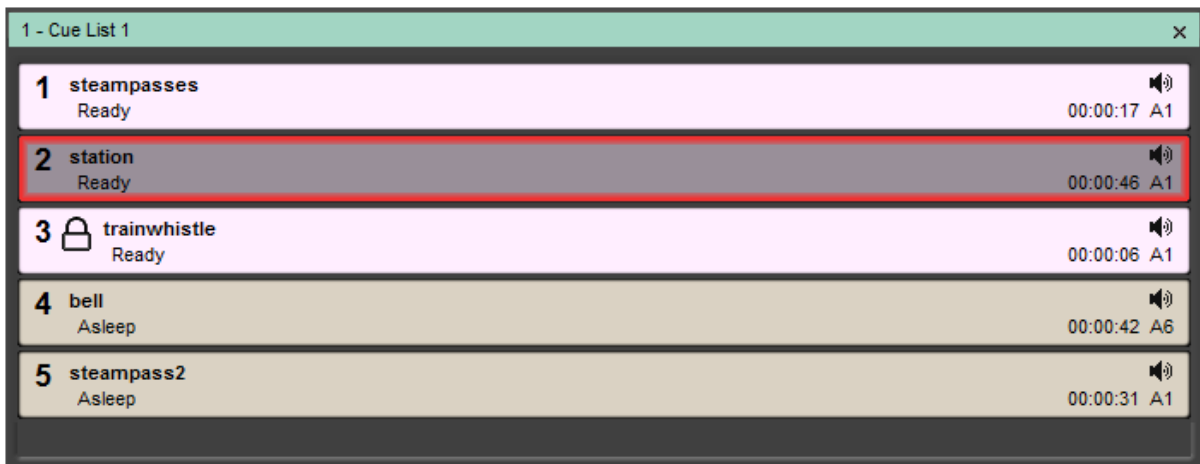 1 - Cue List 1
1 steampasses
Ready 00:00:17 A1
2 station
Ready 00:00:46 A1
3 trainwhistle
Ready 00:00:06 A1
4 bell
Asleep 00:00:42 A6
5 steampass2
Asleep 00:00:31 A1